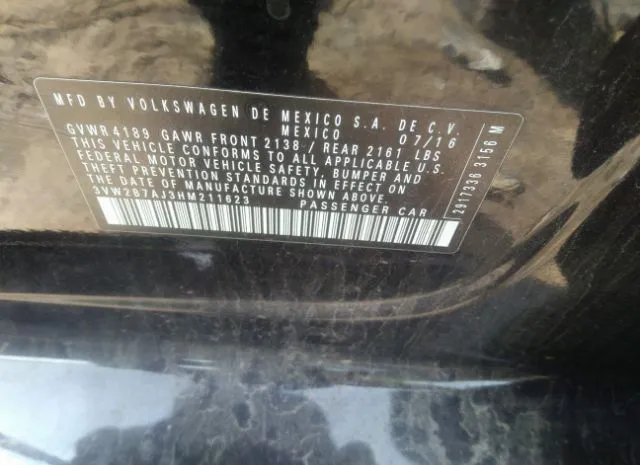 MFD BY VOLKSWAGEN DE MEXICO S.A. DE C.V.
MEXICO 07/16
GVWR 4189 GAWR FRONT 2138 / REAR 2161 LBS
THIS VEHICLE CONFORMS TO ALL APPLICABLE U.S.
FEDERAL MOTOR VEHICLE SAFETY, BUMPER AND
THEFT PREVENTION STANDARDS IN EFFECT ON
THE DATE OF MANUFACTURE SHOWN ABOVE.
3VW2B7AJ3HM211623 PASSENGER CAR
2917336 3156 M